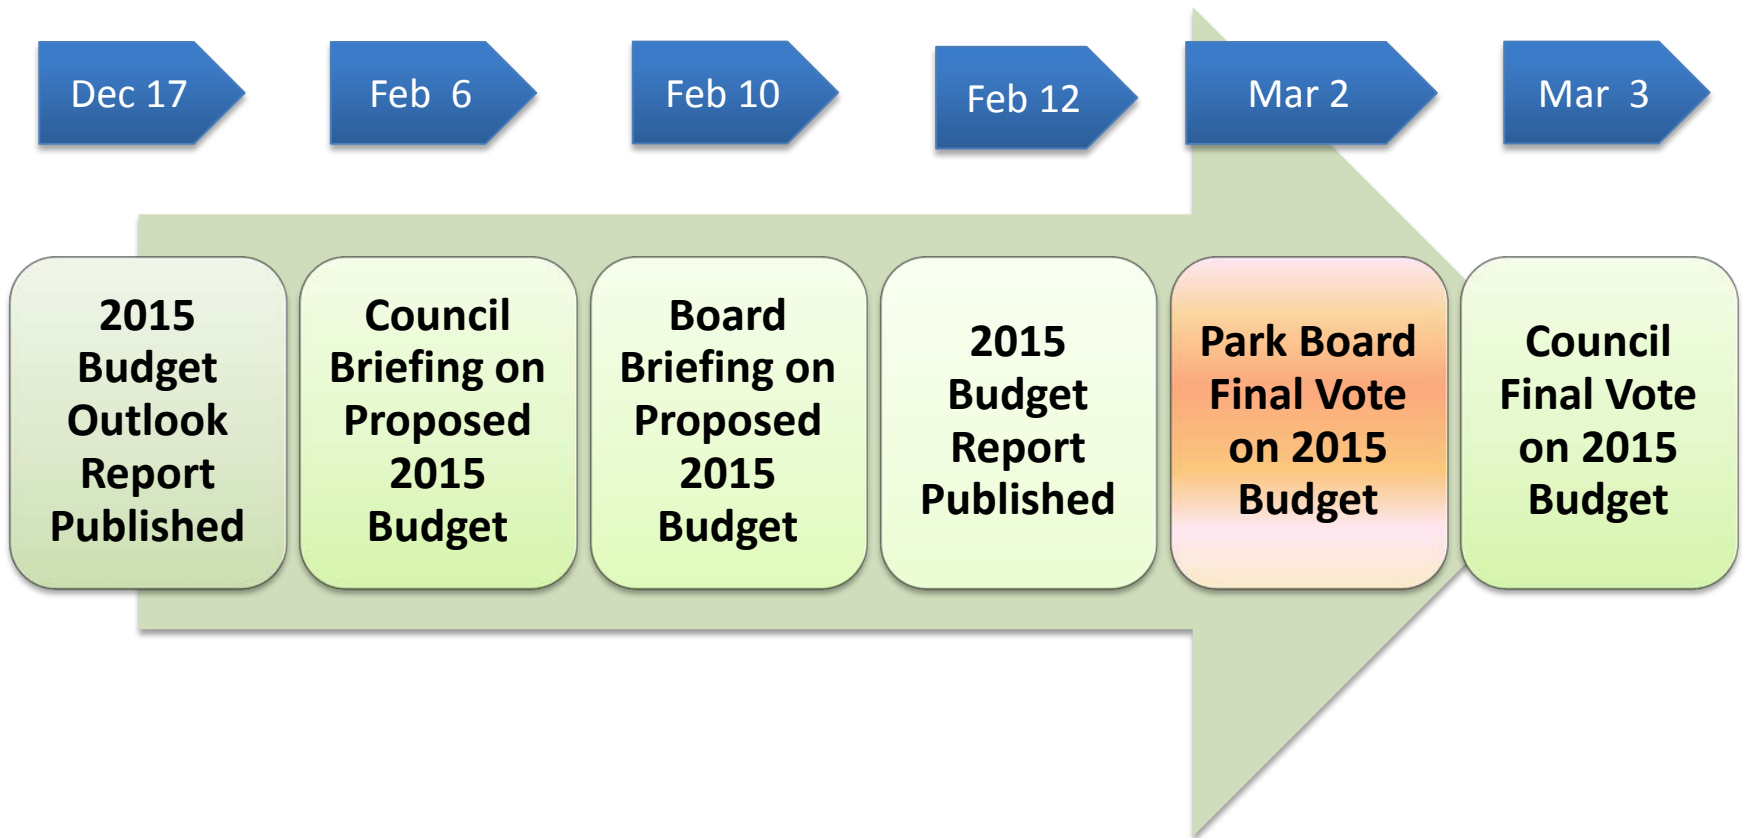 Dec 17
Feb 6
Feb 10
Feb 12
Mar 2
Mar 3
2015
Budget
Outlook
Report
Published
Council
Briefing on
Proposed
2015
Budget
Board
Briefing on
Proposed
2015
Budget
2015
Budget
Report
Published
Park Board
Final Vote
on 2015
Budget
Council
Final Vote
on 2015
Budget